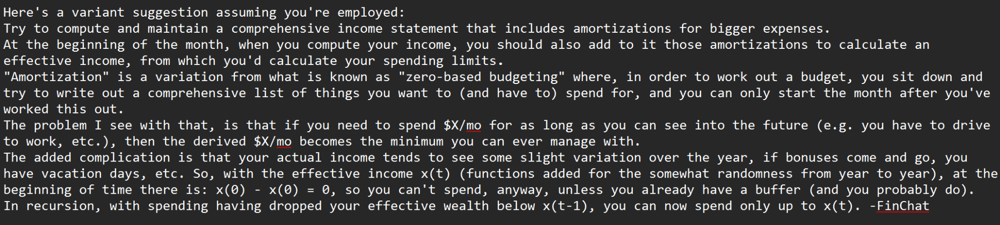 Here's a variant suggestion assuming you're employed:
Try to compute and maintain a comprehensive income statement that includes amortizations for bigger expenses.
At the beginning of the month, when you compute your income, you should also add to it those amortizations to calculate an
effective income, from which you'd calculate your spending limits.
"Amortization" is a variation from what is known as "zero-based budgeting" where, in order to work out a budget, you sit down and
try to write out a comprehensive list of things you want to (and have to) spend for, and you can only start the month after you've
worked this out.
The problem I see with that, is that if you need to spend $X/mo for as long as you can see into the future (e.g. you have to drive
to work, etc.), then the derived $X/mo becomes the minimum you can ever manage with.
The added complication is that your actual income tends to see some slight variation over the year, if bonuses come and go, you
have vacation days, etc. So, with the effective income x(t) (functions added for the somewhat randomness from year to year), at the
beginning of time there is: x(0) - x(0) = 0, so you can't spend, anyway, unless you already have a buffer (and you probably do).
In recursion, with spending having dropped your effective wealth below x(t-1), you can now spend only up to x(t). -FinChat